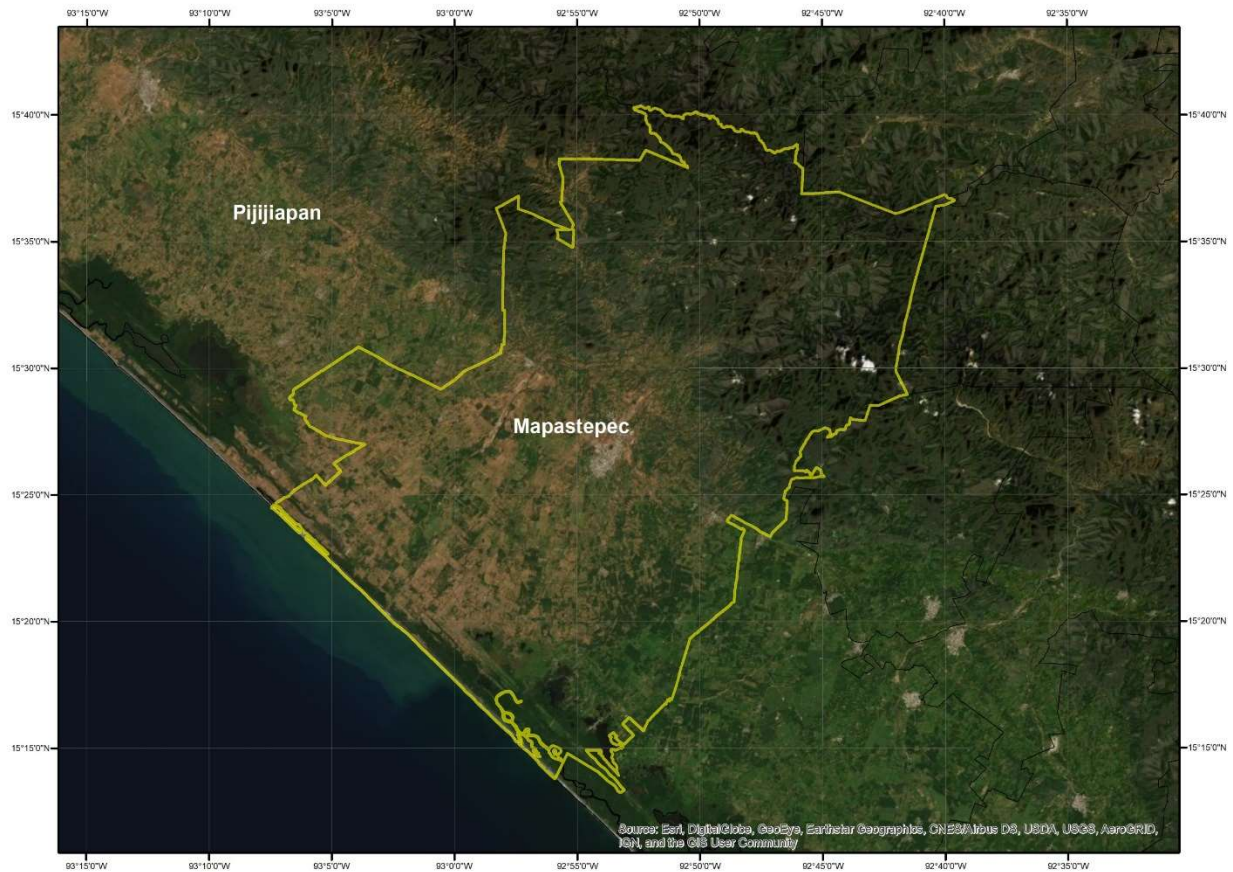 93°15'0"W 93°10'0"W 93°5'0"W 93°0'0"W 92°55'0"W 92°50'0"W 92°45'0"W 92°40'0"W 92°35'0"W
15°40'0"N 15°40'0"N
Pijijiapan
15°35'0"N 15°35'0"N
15°30'0"N 15°30'0"N
Mapastepec
15°25'0"N 15°25'0"N
15°20'0"N 15°20'0"N
15°15'0"N 15°15'0"N
Source: Esri, DigitalGlobe, GeoEye, Earthstar Geographics, CNES/Airbus DS, USDA, USGS, AeroGRID,
IGN, and the GIS User Community
93°15'0"W 93°10'0"W 93°5'0"W 93°0'0"W 92°55'0"W 92°50'0"W 92°45'0"W 92°40'0"W 92°35'0"W